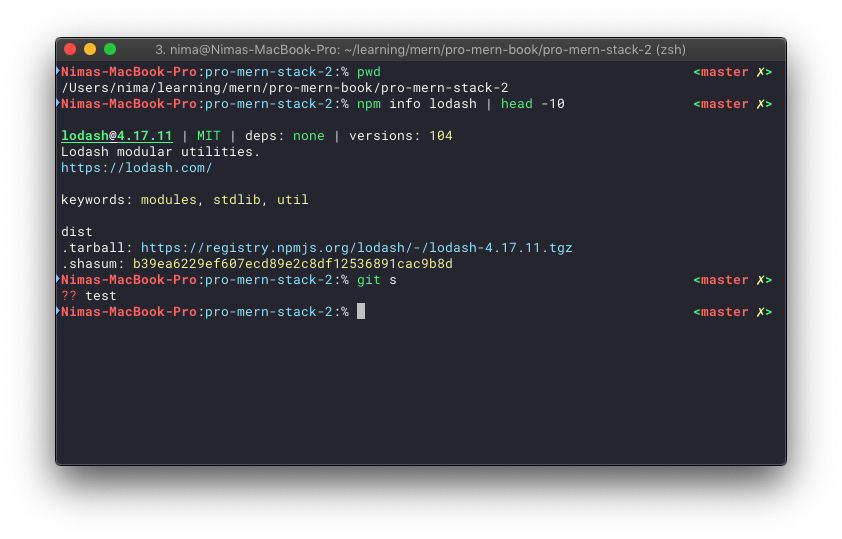 3. nima@Nimas-MacBook-Pro: ~/learning/mern/pro-mern-book/pro-mern-stack-2 (zsh)
Nimas-MacBook-Pro:pro-mern-stack-2:% pwd <master ✗>
/Users/nima/learning/mern/pro-mern-book/pro-mern-stack-2
Nimas-MacBook-Pro:pro-mern-stack-2:% npm info lodash | head -10 <master ✗>
lodash@4.17.11 | MIT | deps: none | versions: 104
Lodash modular utilities.
https://lodash.com/
keywords: modules, stdlib, util
dist
.tarball: https://registry.npmjs.org/lodash/-/lodash-4.17.11.tgz
.shasum: b39ea6229ef607ecd89e2c8df12536891cac9b8d
Nimas-MacBook-Pro:pro-mern-stack-2:% git s <master ✗>
?? test
Nimas-MacBook-Pro:pro-mern-stack-2:% <master ✗>